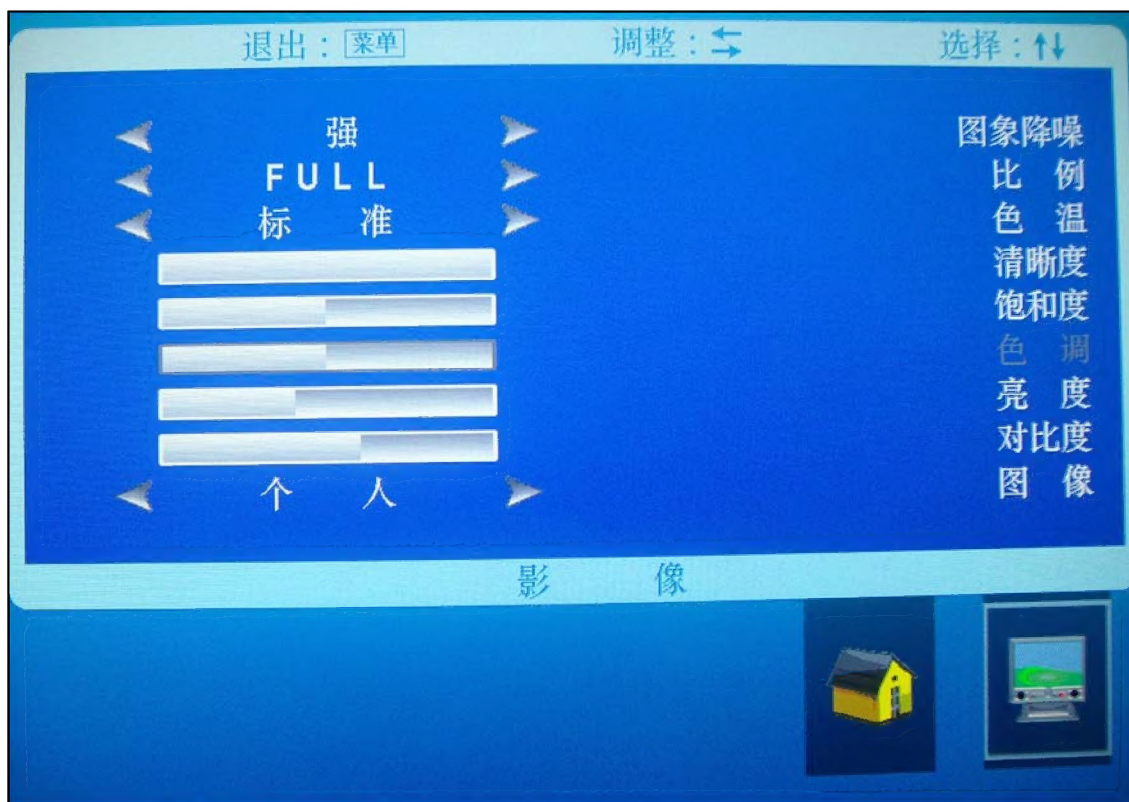 退出：菜单 调整： 选择：
强 图象降噪
FULL 比例
标准 色温
清晰度
饱和度
色调
亮度
对比度
个人 图像
影像